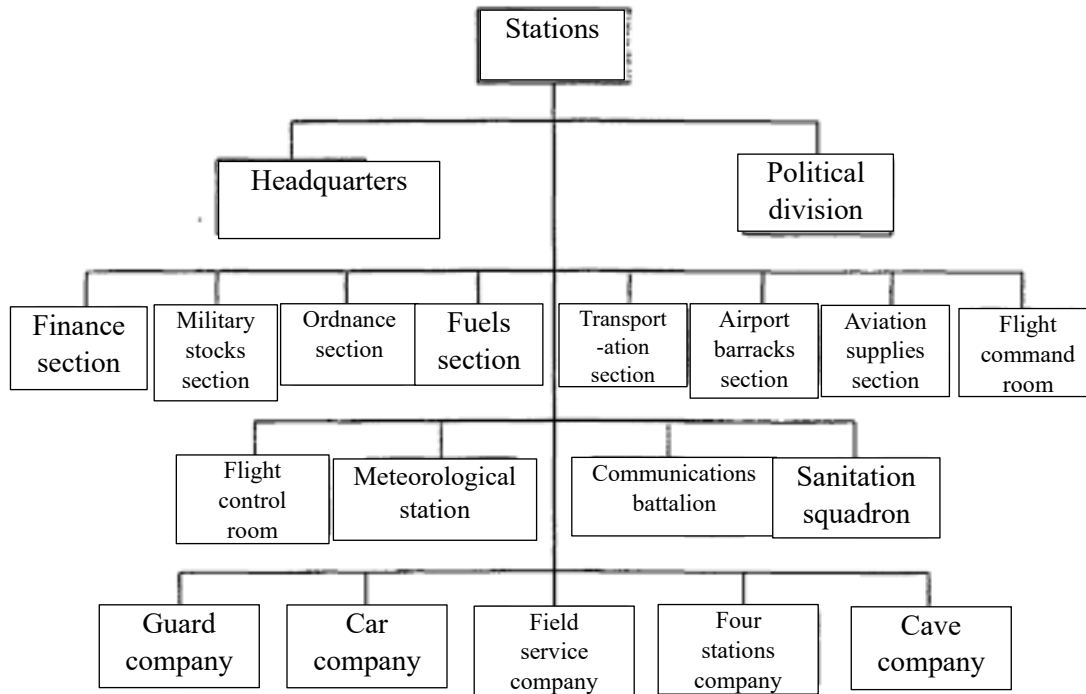 Stations
Headquarters
Political
division
Finance
section
Military
stocks
section
Ordnance
section
Fuels
section
Transport
-ation
section
Airport
barracks
section
Aviation
supplies
section
Flight
command
room
Flight
control
room
Meteorological
station
Communications
battalion
Sanitation
squadron
Guard
company
Car
company
Field
service
company
Four
stations
company
Cave
company